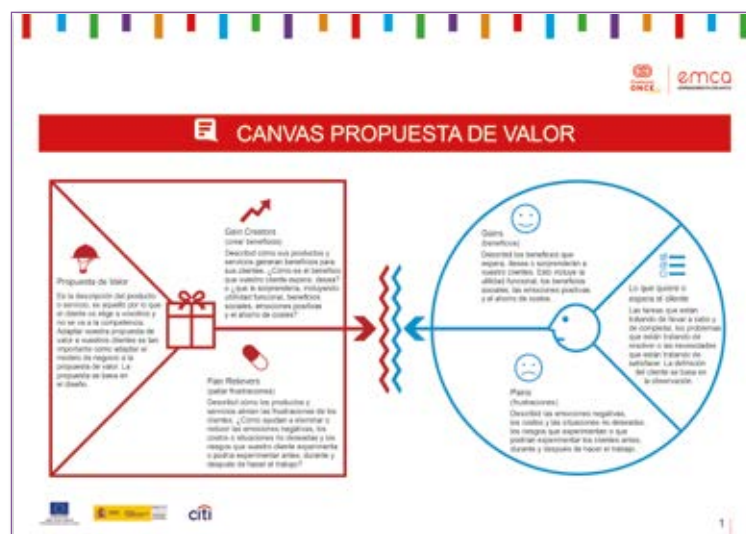 Fundación
ONCE
emca
CANVAS PROPUESTA DE VALOR
Propuesta de Valor
Es la descripción del producto
o servicio, es aquello por lo que
el cliente os elige a vosotros y
no se va a la competencia.
Adaptar vuestra propuesta de
valor a vuestros clientes es tan
importante como adaptar el
modelo de negocio a la
propuesta de valor. La
propuesta se basa en
el diseño.
Gain Creators
(crear beneficios)
Describid cómo sus productos y
servicios generan beneficios para
sus clientes. ¿Cómo es el beneficio
que vuestro cliente espera, desea?
o ¿qué le sorprendería, incluyendo
utilidad funcional, beneficios
sociales, emociones positivas
y el ahorro de costes?
Pain Relievers
(paliar frustraciones)
Describid cómo los productos y
servicios alivian las frustraciones de los
clientes. ¿Cómo ayudan a eliminar o
reducir las emociones negativas, los
costos o situaciones no deseadas y los
riesgos que vuestro cliente experimenta
o podría experimentar antes, durante y
después de hacer el trabajo?
Gains
(beneficios)
Describid los beneficios que
espera, desea o sorprenderán a
nuestro clientes. Esto incluye la
utilidad funcional, los beneficios
sociales, las emociones positivas
y el ahorro de costos.
Lo que quiere o
espera el cliente
Las tareas que están
tratando de llevar a cabo y
de completar, los problemas
que están tratando de
resolver o las necesidades
que están tratando de
satisfacer. La definición
del cliente se basa en
la observación.
Pains
(frustraciones)
Describid las emociones negativas,
los costos y las situaciones no deseadas,
los riesgos que experimentan o que
podrían experimentar los clientes antes,
durante y después de hacer el trabajo.
citi
1